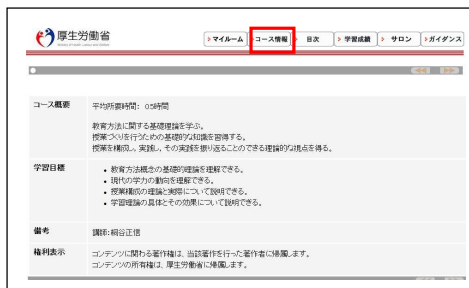 厚生労働省
マイルーム
コース情報
目次
学習成績
サロン
ガイダンス
コース概要
平均所要時間: 05時間
教育方法に関する基礎理論を学ぶ。
授業づくりを行うための基礎的な知識を習得する。
授業を構成し、実践し、その実践を振り返ることのできる理論的な視点を得る。
学習目標
• 教育方法概念の基礎的理論を理解できる。
• 現代の学力の動向を理解できる。
• 授業構成の理論と実際について説明できる。
• 学習理論の具体とその効果について説明できる。
備考
講師:桐谷正信
権利表示
コンテンツに関わる著作権は、当該著作を行った著作者に帰属します。
コンテンツの所有権は、厚生労働省に帰属します。